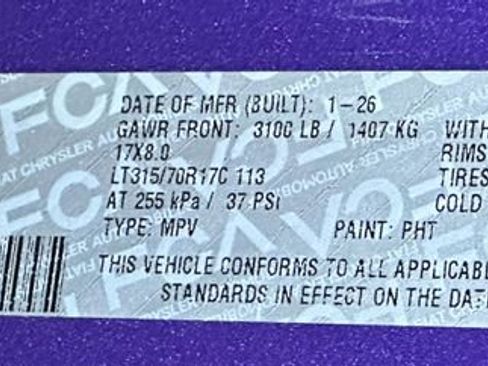 DATE OF MFR (BUILT): 1-26
GAWR FRONT: 3100 LB / 1407 KG WITH
17X8.0 RIMS
LT315/70R17C 113 TIRES
AT 255 kPa / 37 PSI COLD
TYPE: MPV PAINT: PHT
THIS VEHICLE CONFORMS TO ALL APPLICABLE
STANDARDS IN EFFECT ON THE DATE